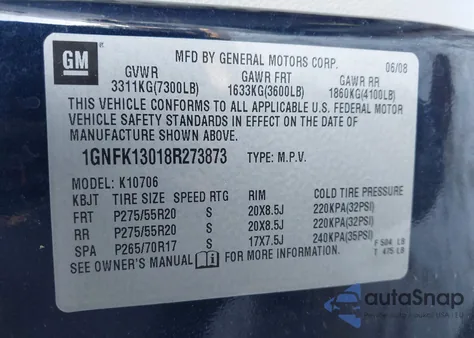 GM
MFD BY GENERAL MOTORS CORP. 06/08
GVWR GAWR FRT GAWR RR
3311KG(7300LB) 1633KG(3600LB) 1860KG(4100LB)
THIS VEHICLE CONFORMS TO ALL APPLICABLE U.S. FEDERAL MOTOR
VEHICLE SAFETY STANDARDS IN EFFECT ON THE DATE OF
MANUFACTURE SHOWN ABOVE.
1GNFK13018R273873 TYPE: M.P.V.
MODEL: K10706
KBJT TIRE SIZE SPEED RTG RIM COLD TIRE PRESSURE
FRT P275/55R20 S 20X8.5J 220KPA(32PSI)
RR P275/55R20 S 20X8.5J 220KPA(32PSI)
SPA P265/70R17 S 17X7.5J 240KPA(35PSI) F 504 LB
SEE OWNER'S MANUAL FOR MORE INFORMATION. T 475 LB
autoSnap